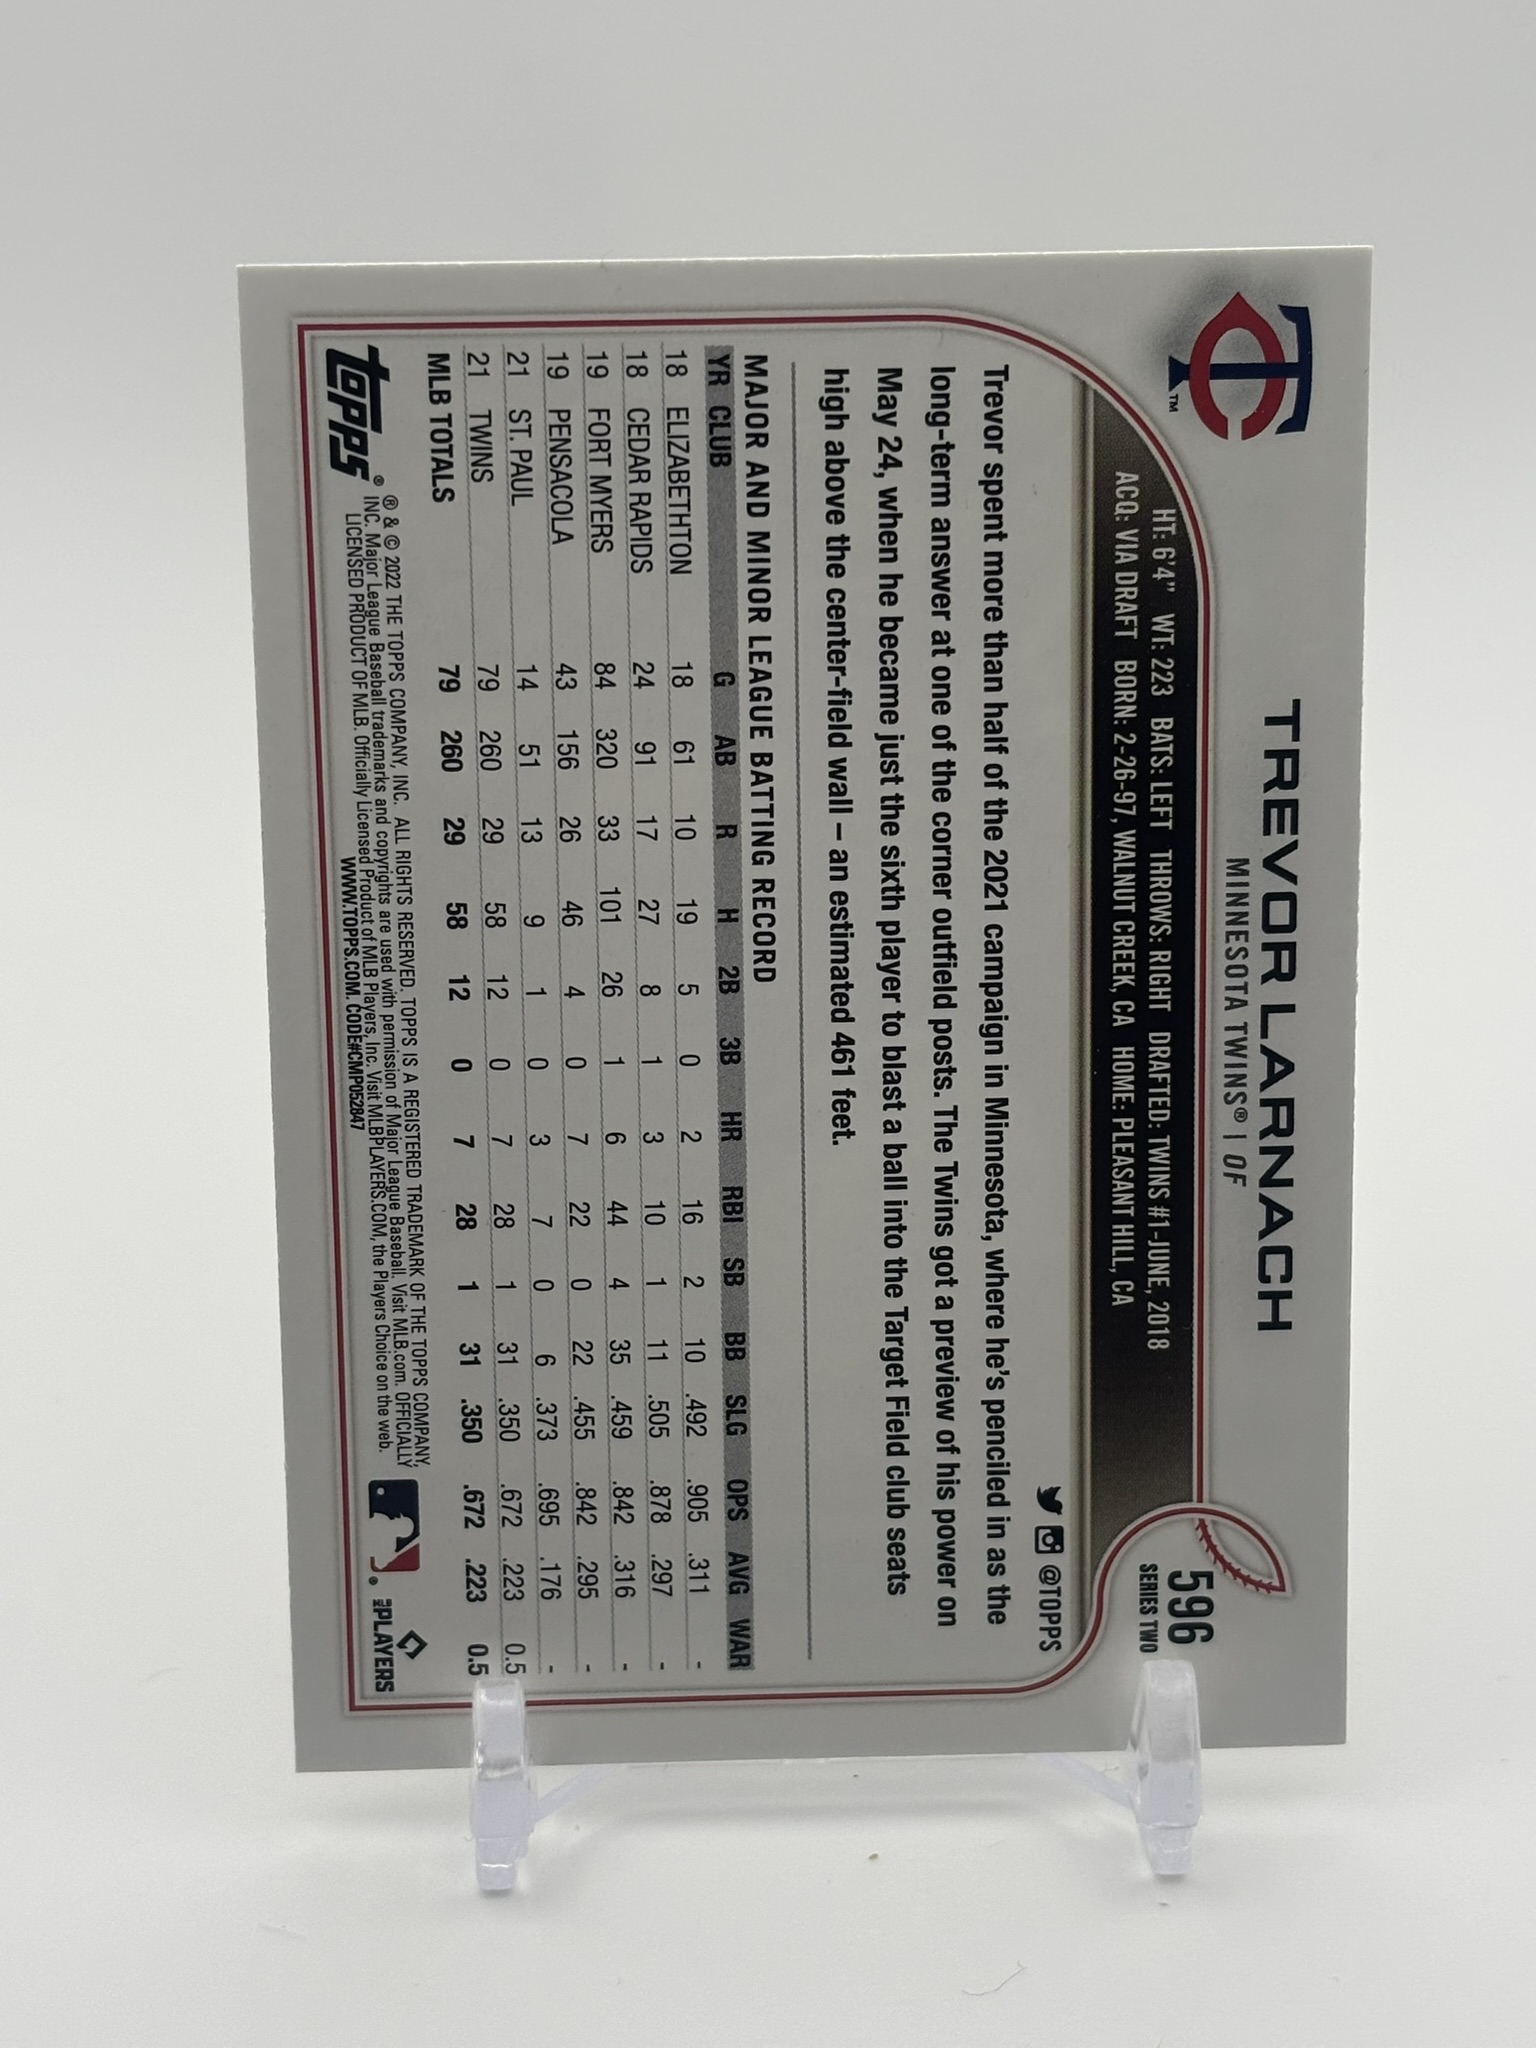 TC™
TREVOR LARNACH
MINNESOTA TWINS® | OF
596
SERIES TWO
HT: 6'4" WT: 223 BATS: LEFT THROWS: RIGHT DRAFTED: TWINS #1-JUNE, 2018
ACQ: VIA DRAFT BORN: 2-26-97, WALNUT CREEK, CA HOME: PLEASANT HILL, CA
@TOPPS
Trevor spent more than half of the 2021 campaign in Minnesota, where he's penciled in as the
long-term answer at one of the corner outfield posts. The Twins got a preview of his power on
May 24, when he became just the sixth player to blast a ball into the Target Field club seats
high above the center-field wall – an estimated 461 feet.
MAJOR AND MINOR LEAGUE BATTING RECORD
YR CLUB G AB R H 2B 3B HR RBI SB BB SLG OPS AVG WAR
18 ELIZABETHTON 18 61 10 19 5 0 2 16 2 10 .492 .905 .311 -
18 CEDAR RAPIDS 24 91 17 27 8 1 3 10 1 11 .505 .878 .297 -
19 FORT MYERS 84 320 33 101 26 1 6 44 4 35 .459 .842 .316 -
19 PENSACOLA 43 156 26 46 4 0 7 22 0 22 .455 .842 .295 -
21 ST. PAUL 14 51 13 9 1 0 3 7 0 6 .373 .695 .176 -
21 TWINS 79 260 29 58 12 0 7 28 1 31 .350 .672 .223 0.5
MLB TOTALS 79 260 29 58 12 0 7 28 1 31 .350 .672 .223 0.5
topps®
® & © 2022 THE TOPPS COMPANY, INC. ALL RIGHTS RESERVED. TOPPS IS A REGISTERED TRADEMARK OF THE TOPPS COMPANY,
INC. Major League Baseball trademarks and copyrights are used with permission of Major League Baseball. Visit MLB.com. OFFICIALLY
LICENSED PRODUCT OF MLB. Officially Licensed Product of MLB Players, Inc. Visit MLBPLAYERS.COM, the Players Choice on the web.
WWW.TOPPS.COM. CODE#CMP052847
®
MLB PLAYERS